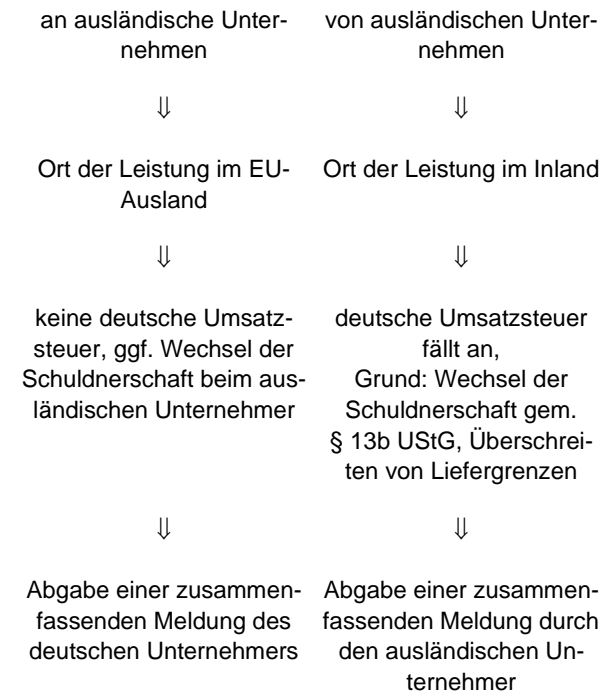 an ausländische Unter-
nehmen
⇓
Ort der Leistung im EU-
Ausland
⇓
keine deutsche Umsatz-
steuer, ggf. Wechsel der
Schuldnerschaft beim aus-
ländischen Unternehmer
⇓
Abgabe einer zusammen-
fassenden Meldung des
deutschen Unternehmers
von ausländischen Unter-
nehmen
⇓
Ort der Leistung im Inland
⇓
deutsche Umsatzsteuer
fällt an,
Grund: Wechsel der
Schuldnerschaft gem.
§ 13b UStG, Überschrei-
ten von Liefergrenzen
⇓
Abgabe einer zusammen-
fassenden Meldung durch
den ausländischen Un-
ternehmer